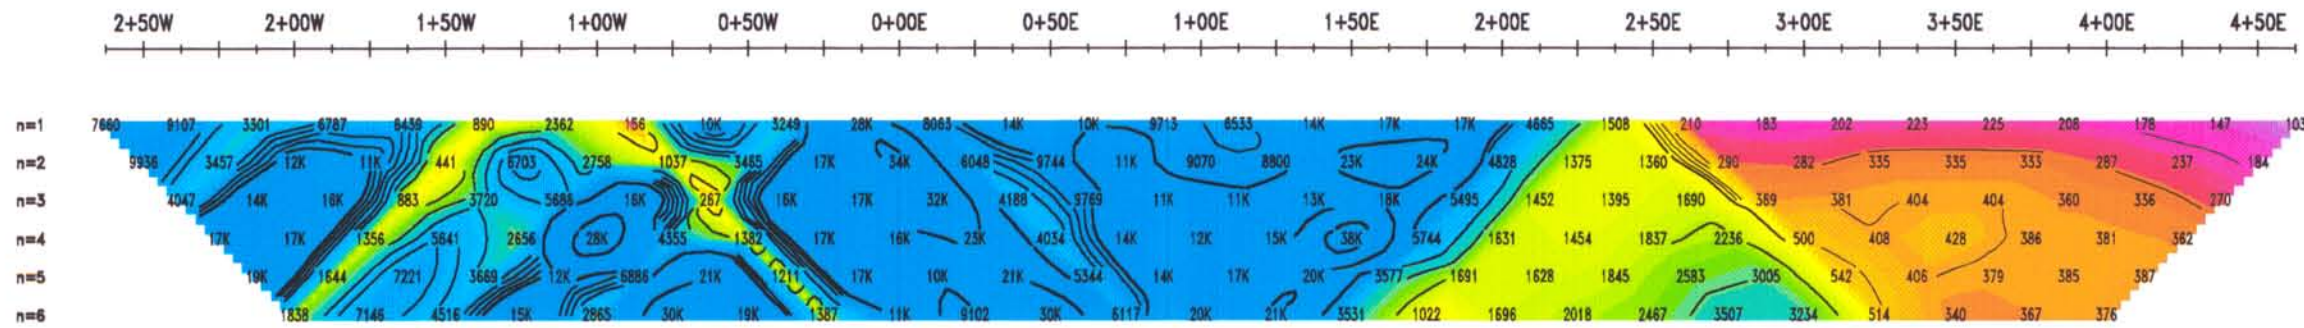 2+50W 2+00W 1+50W 1+00W 0+50W 0+00E 0+50E 1+00E 1+50E 2+00E 2+50E 3+00E 3+50E 4+00E 4+50E
n=1 7660 9107 3301 6787 8439 890 2362 156 10K 3249 28K 8065 14K 10K 9713 6533 14K 17K 17K 4665 1508 210 183 202 223 225 208 178 147 103
n=2 9936 3457 12K 11K 441 6703 2758 1037 3465 17K 34K 6048 9744 11K 9070 8800 23K 24K 4828 1375 1360 290 282 335 335 333 287 237 184
n=3 4047 14K 16K 883 3720 5686 16K 267 16K 17K 32K 4188 9769 11K 11K 13K 18K 5495 1452 1395 1690 369 381 404 404 360 336 270
n=4 17K 17K 1356 5641 2656 28K 4355 1382 17K 16K 23K 4034 14K 12K 15K 38K 5744 1631 1454 1837 2236 500 408 428 386 381 362
n=5 19K 1644 7221 3669 12K 6886 21K 1211 17K 10K 21K 5344 14K 17K 20K 3577 1691 1628 1845 2583 3005 542 406 379 385 387
n=6 1838 7146 4516 15K 2865 30K 19K 1387 11K 9102 30K 6117 20K 21K 3531 1022 1696 2018 2467 3507 3234 514 340 367 376